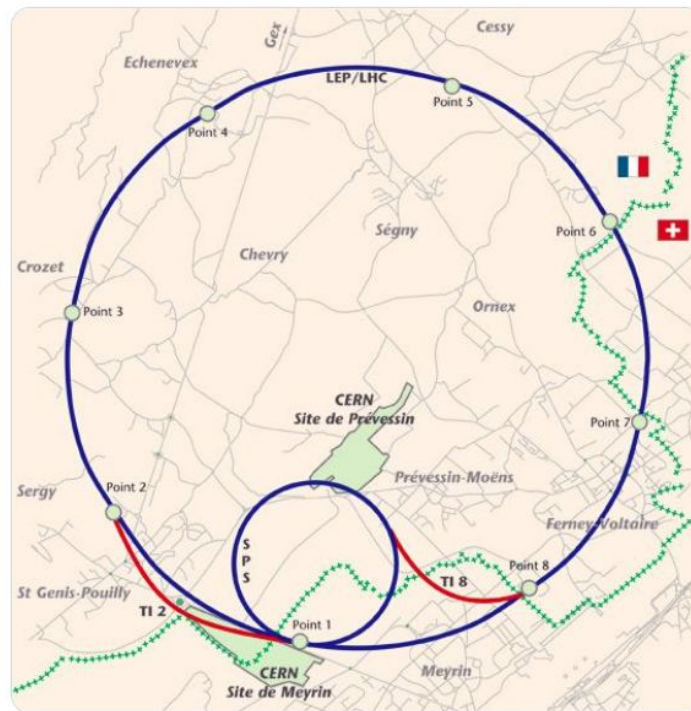 Cessy
Gex
Echenevex
LEP/LHC
Point 5
Point 4
Point 6
Ségny
Chevry
Crozet
Point 3
Ornex
CERN
Site de Prévessin
Point 7
Prévessin-Moëns
Sergy
Point 2
Ferney-Voltaire
S
P
S
Point 8
TI 8
St Genis-Pouilly
TI 2
Point 1
Meyrin
CERN
Site de Meyrin